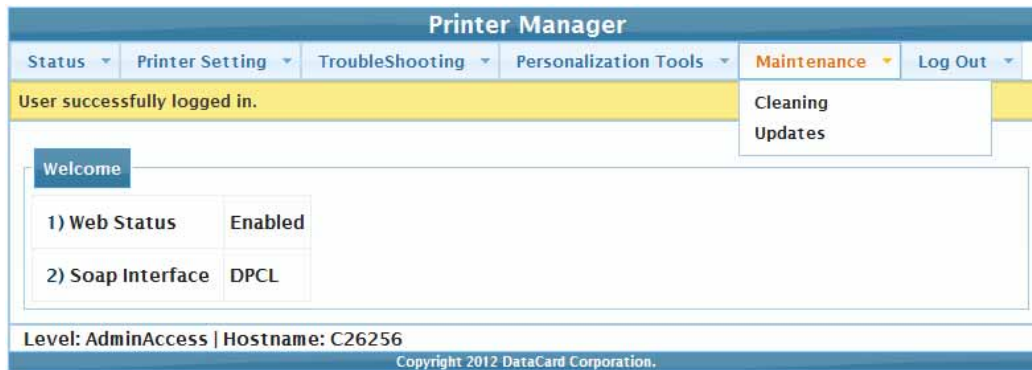 Printer Manager
Status Printer Setting TroubleShooting Personalization Tools Maintenance Log Out
User successfully logged in.
Cleaning
Updates
Welcome
1) Web Status Enabled
2) Soap Interface DPCL
Level: AdminAccess | Hostname: C26256
Copyright 2012 DataCard Corporation.